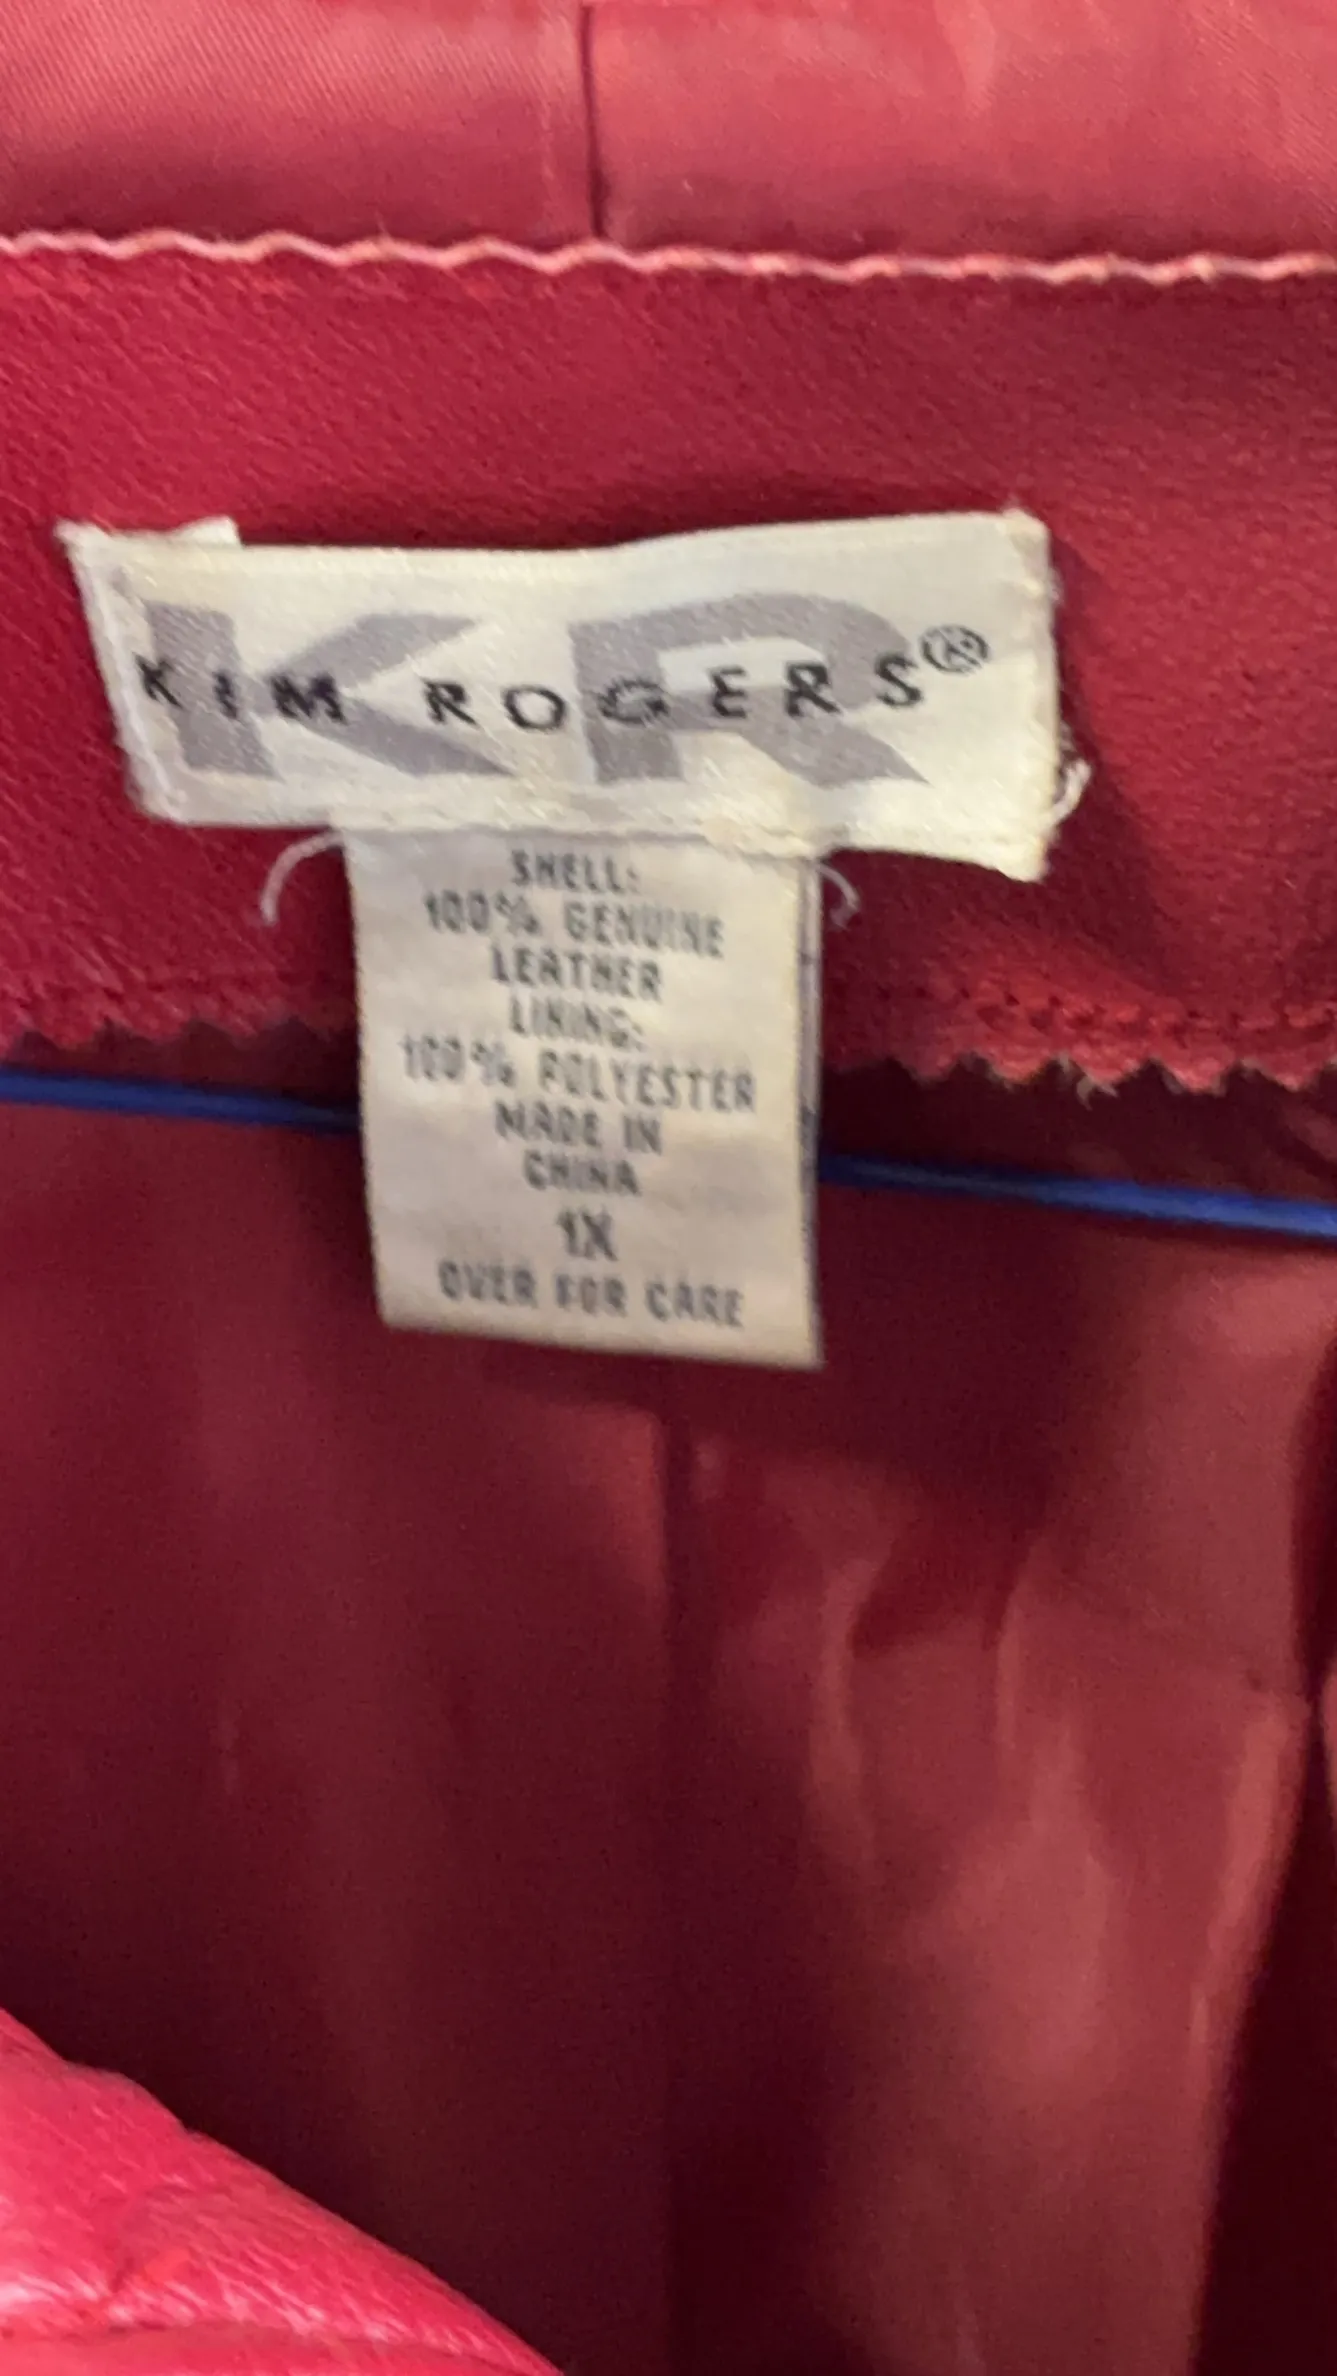 KR
KIM ROGERS®
SHELL:
100% GENUINE
LEATHER
LINING:
100% POLYESTER
MADE IN
CHINA
1X
OVER FOR CARE